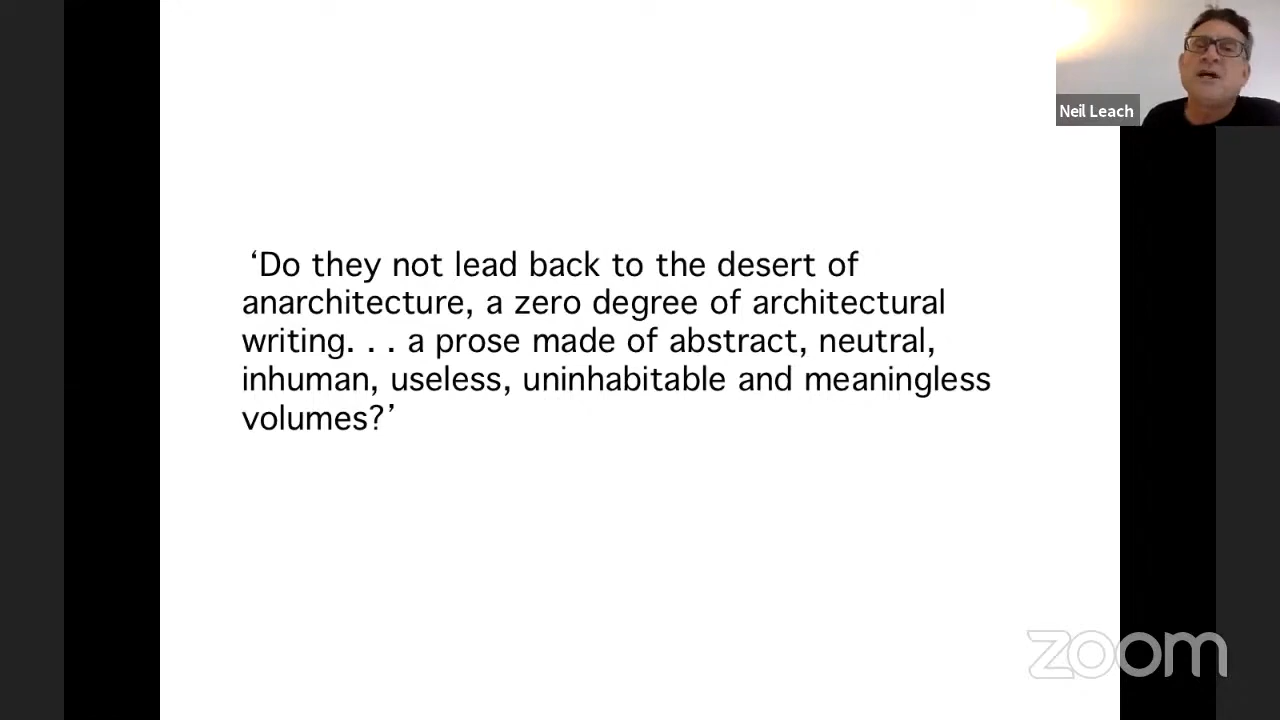 Neil Leach
‘Do they not lead back to the desert of
anarchitecture, a zero degree of architectural
writing. . . a prose made of abstract, neutral,
inhuman, useless, uninhabitable and meaningless
volumes?’
zoom